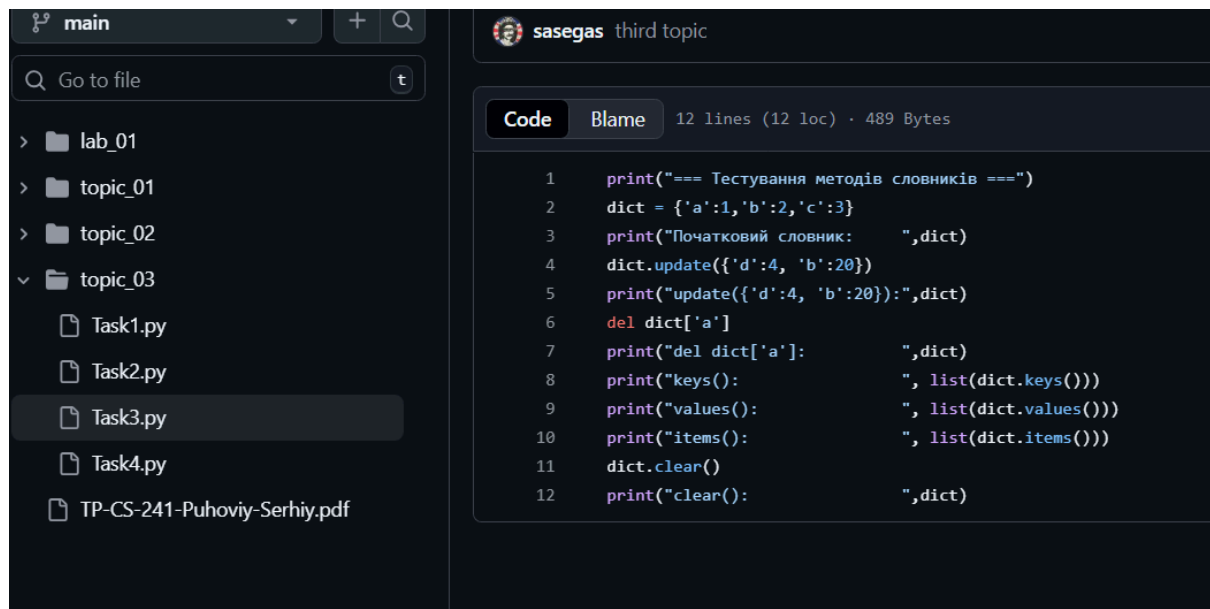 main
Go to file
t
lab_01
topic_01
topic_02
topic_03
Task1.py
Task2.py
Task3.py
Task4.py
TP-CS-241-Puhoviy-Serhiy.pdf
sasegas third topic
Code Blame 12 lines (12 loc) · 489 Bytes
1 print("=== Тестування методів словників ===")
2 dict = {'a':1,'b':2,'c':3}
3 print("Початковий словник:     ",dict)
4 dict.update({'d':4, 'b':20})
5 print("update({'d':4, 'b':20}):",dict)
6 del dict['a']
7 print("del dict['a']:          ",dict)
8 print("keys():                 ", list(dict.keys()))
9 print("values():               ", list(dict.values()))
10 print("items():                ", list(dict.items()))
11 dict.clear()
12 print("clear():                ",dict)